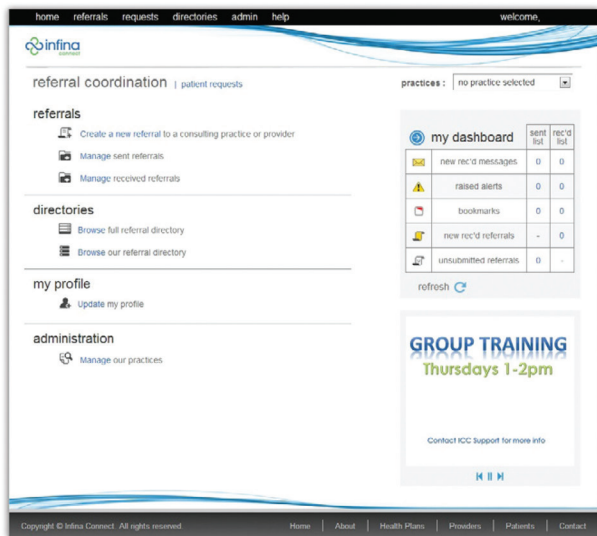 home referrals requests directories admin help welcome,
infina
connect
referral coordination | patient requests
practices : no practice selected
referrals
Create a new referral to a consulting practice or provider
Manage sent referrals
Manage received referrals
directories
Browse full referral directory
Browse our referral directory
my profile
Update my profile
administration
Manage our practices
my dashboard sent list rec'd list
new rec'd messages 0 0
raised alerts 0 0
bookmarks 0 0
new rec'd referrals - 0
unsubmitted referrals 0 -
refresh
GROUP TRAINING
Thursdays 1-2pm
Contact ICC Support for more info
Copyright © Infina Connect. All rights reserved. Home | About | Health Plans | Providers | Patients | Contact